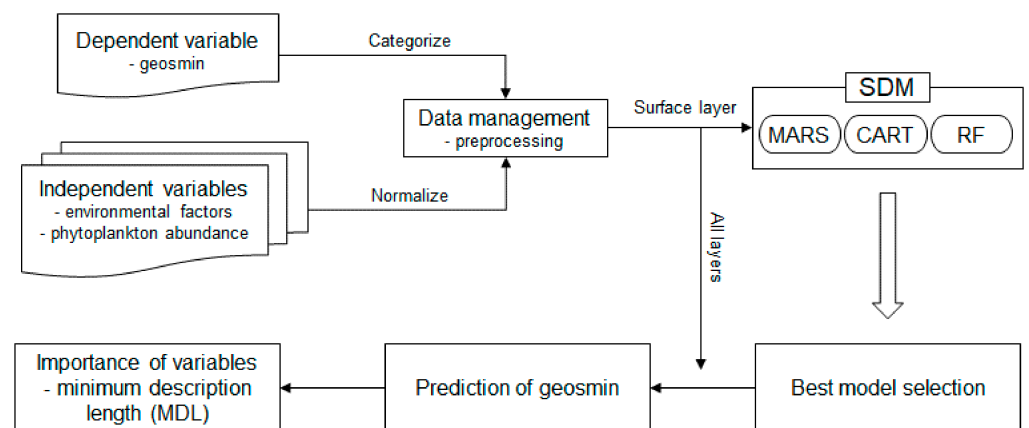 Dependent variable
- geosmin
Categorize
Independent variables
- environmental factors
- phytoplankton abundance
Normalize
Data management
- preprocessing
Surface layer
All layers
SDM
MARS
CART
RF
Best model selection
Prediction of geosmin
Importance of variables
- minimum description
length (MDL)